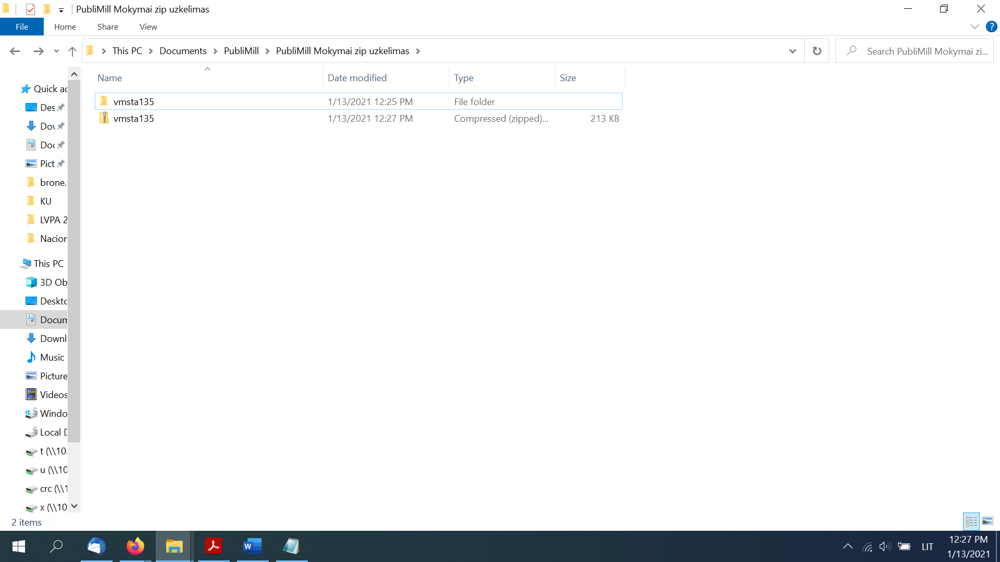 PubliMill Mokymai zip uzkelimas
File Home Share View
This PC Documents PubliMill PubliMill Mokymai zip uzkelimas
Search PubliMill Mokymai zi...
Name Date modified Type Size
vmsta135 1/13/2021 12:25 PM File folder
vmsta135 1/13/2021 12:27 PM Compressed (zipped)... 213 KB
Quick ac
Des
Dov
Doc
Pict
brone.
KU
LVPA 2
Nacion
This PC
3D Obj
Deskto
Docum
Downl
Music
Picture
Videos
Windo
Local D
t (\\10.
u (\\10
crc (\\1
x (\\10
2 items
LIT
12:27 PM
1/13/2021